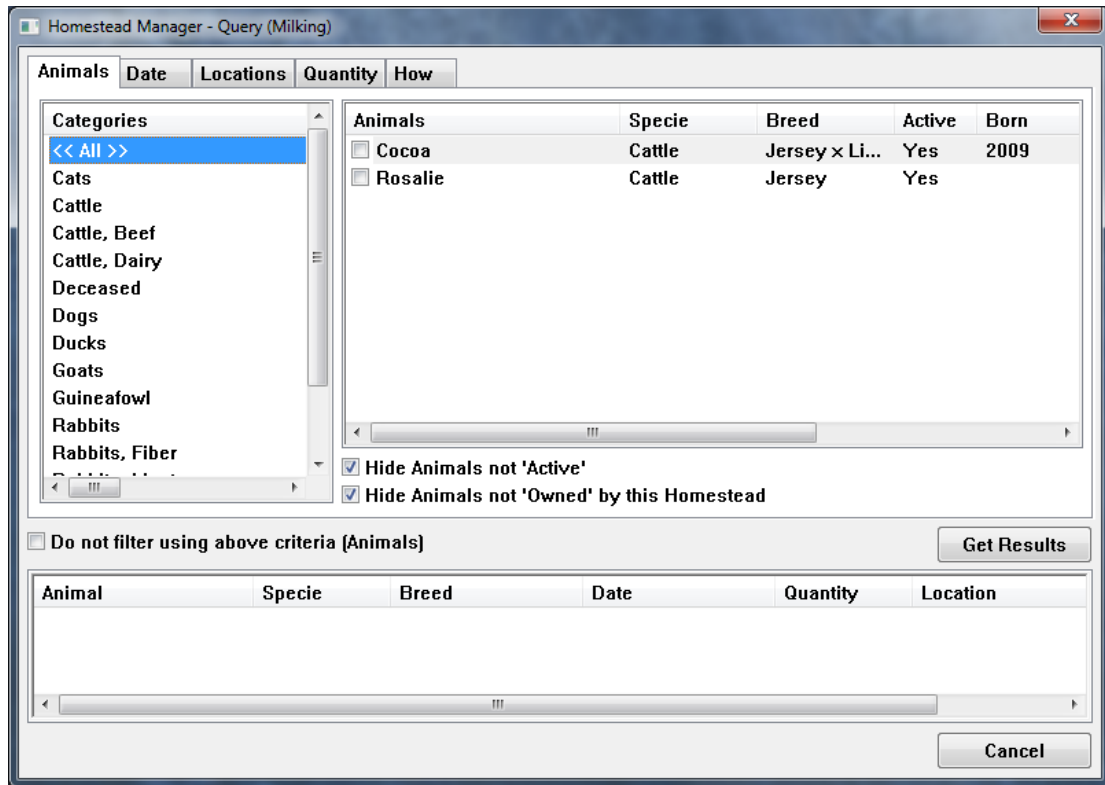 Homestead Manager - Query (Milking)
Animals Date Locations Quantity How
Categories
<< All >>
Cats
Cattle
Cattle, Beef
Cattle, Dairy
Deceased
Dogs
Ducks
Goats
Guineafowl
Rabbits
Rabbits, Fiber
Animals Specie Breed Active Born
Cocoa Cattle Jersey x Li... Yes 2009
Rosalie Cattle Jersey Yes
Hide Animals not 'Active'
Hide Animals not 'Owned' by this Homestead
Do not filter using above criteria (Animals)
Get Results
Animal Specie Breed Date Quantity Location
Cancel